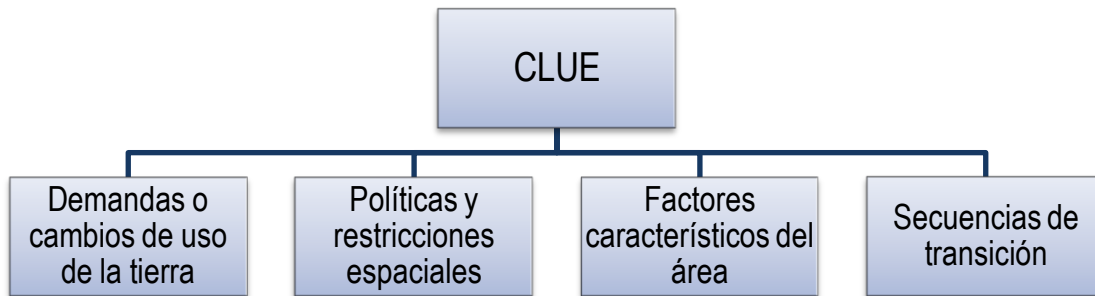 CLUE
Demandas o
cambios de uso
de la tierra
Políticas y
restricciones
espaciales
Factores
característicos del
área
Secuencias de
transición